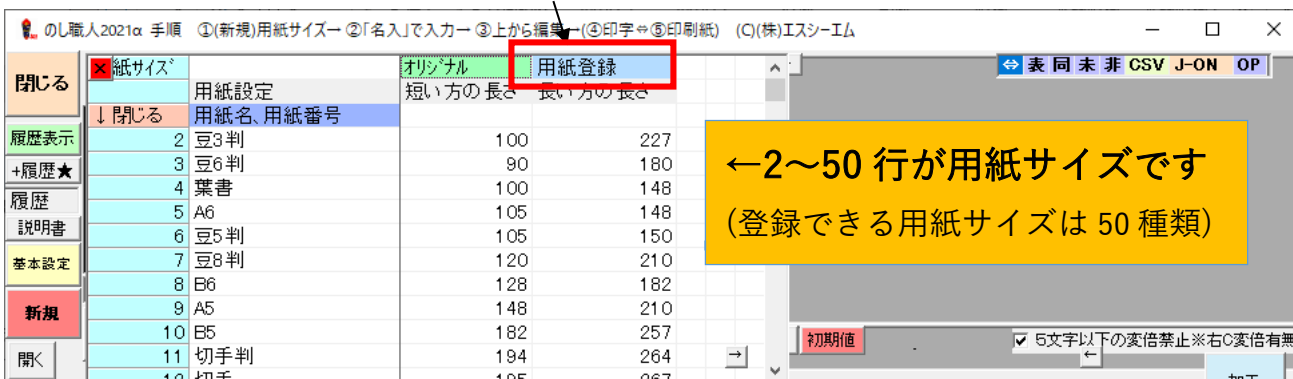 のし職人2021α 手順 ①(新規)用紙サイズ→ ②「名入」で入力→ ③上から編集→(④印字⇔⑤印刷紙) (C)(株)エスシーエム
閉じる
履歴表示
+履歴★
履歴
説明書
基本設定
新規
開く
紙サイズ オリジナル 用紙登録
用紙設定 短い方の長さ 長い方の長さ
↓閉じる 用紙名、用紙番号
2 豆3判 100 227
3 豆6判 90 180
4 葉書 100 148
5 A6 105 148
6 豆5判 105 150
7 豆8判 120 210
8 B6 128 182
9 A5 148 210
10 B5 182 257
11 切手判 194 264
→
⇔ 表 同 未 非 CSV J-ON OP
←2～50 行が用紙サイズです
(登録できる用紙サイズは 50 種類)
初期値
5文字以下の変倍禁止※右C変倍有無
←